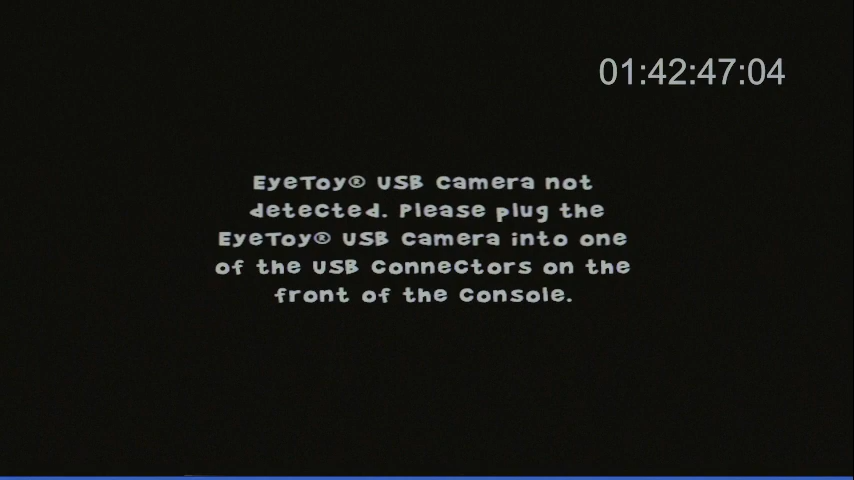 01:42:47:04
EyeToy® USB Camera not
detected. Please plug the
EyeToy® USB Camera into one
of the USB Connectors on the
front of the Console.